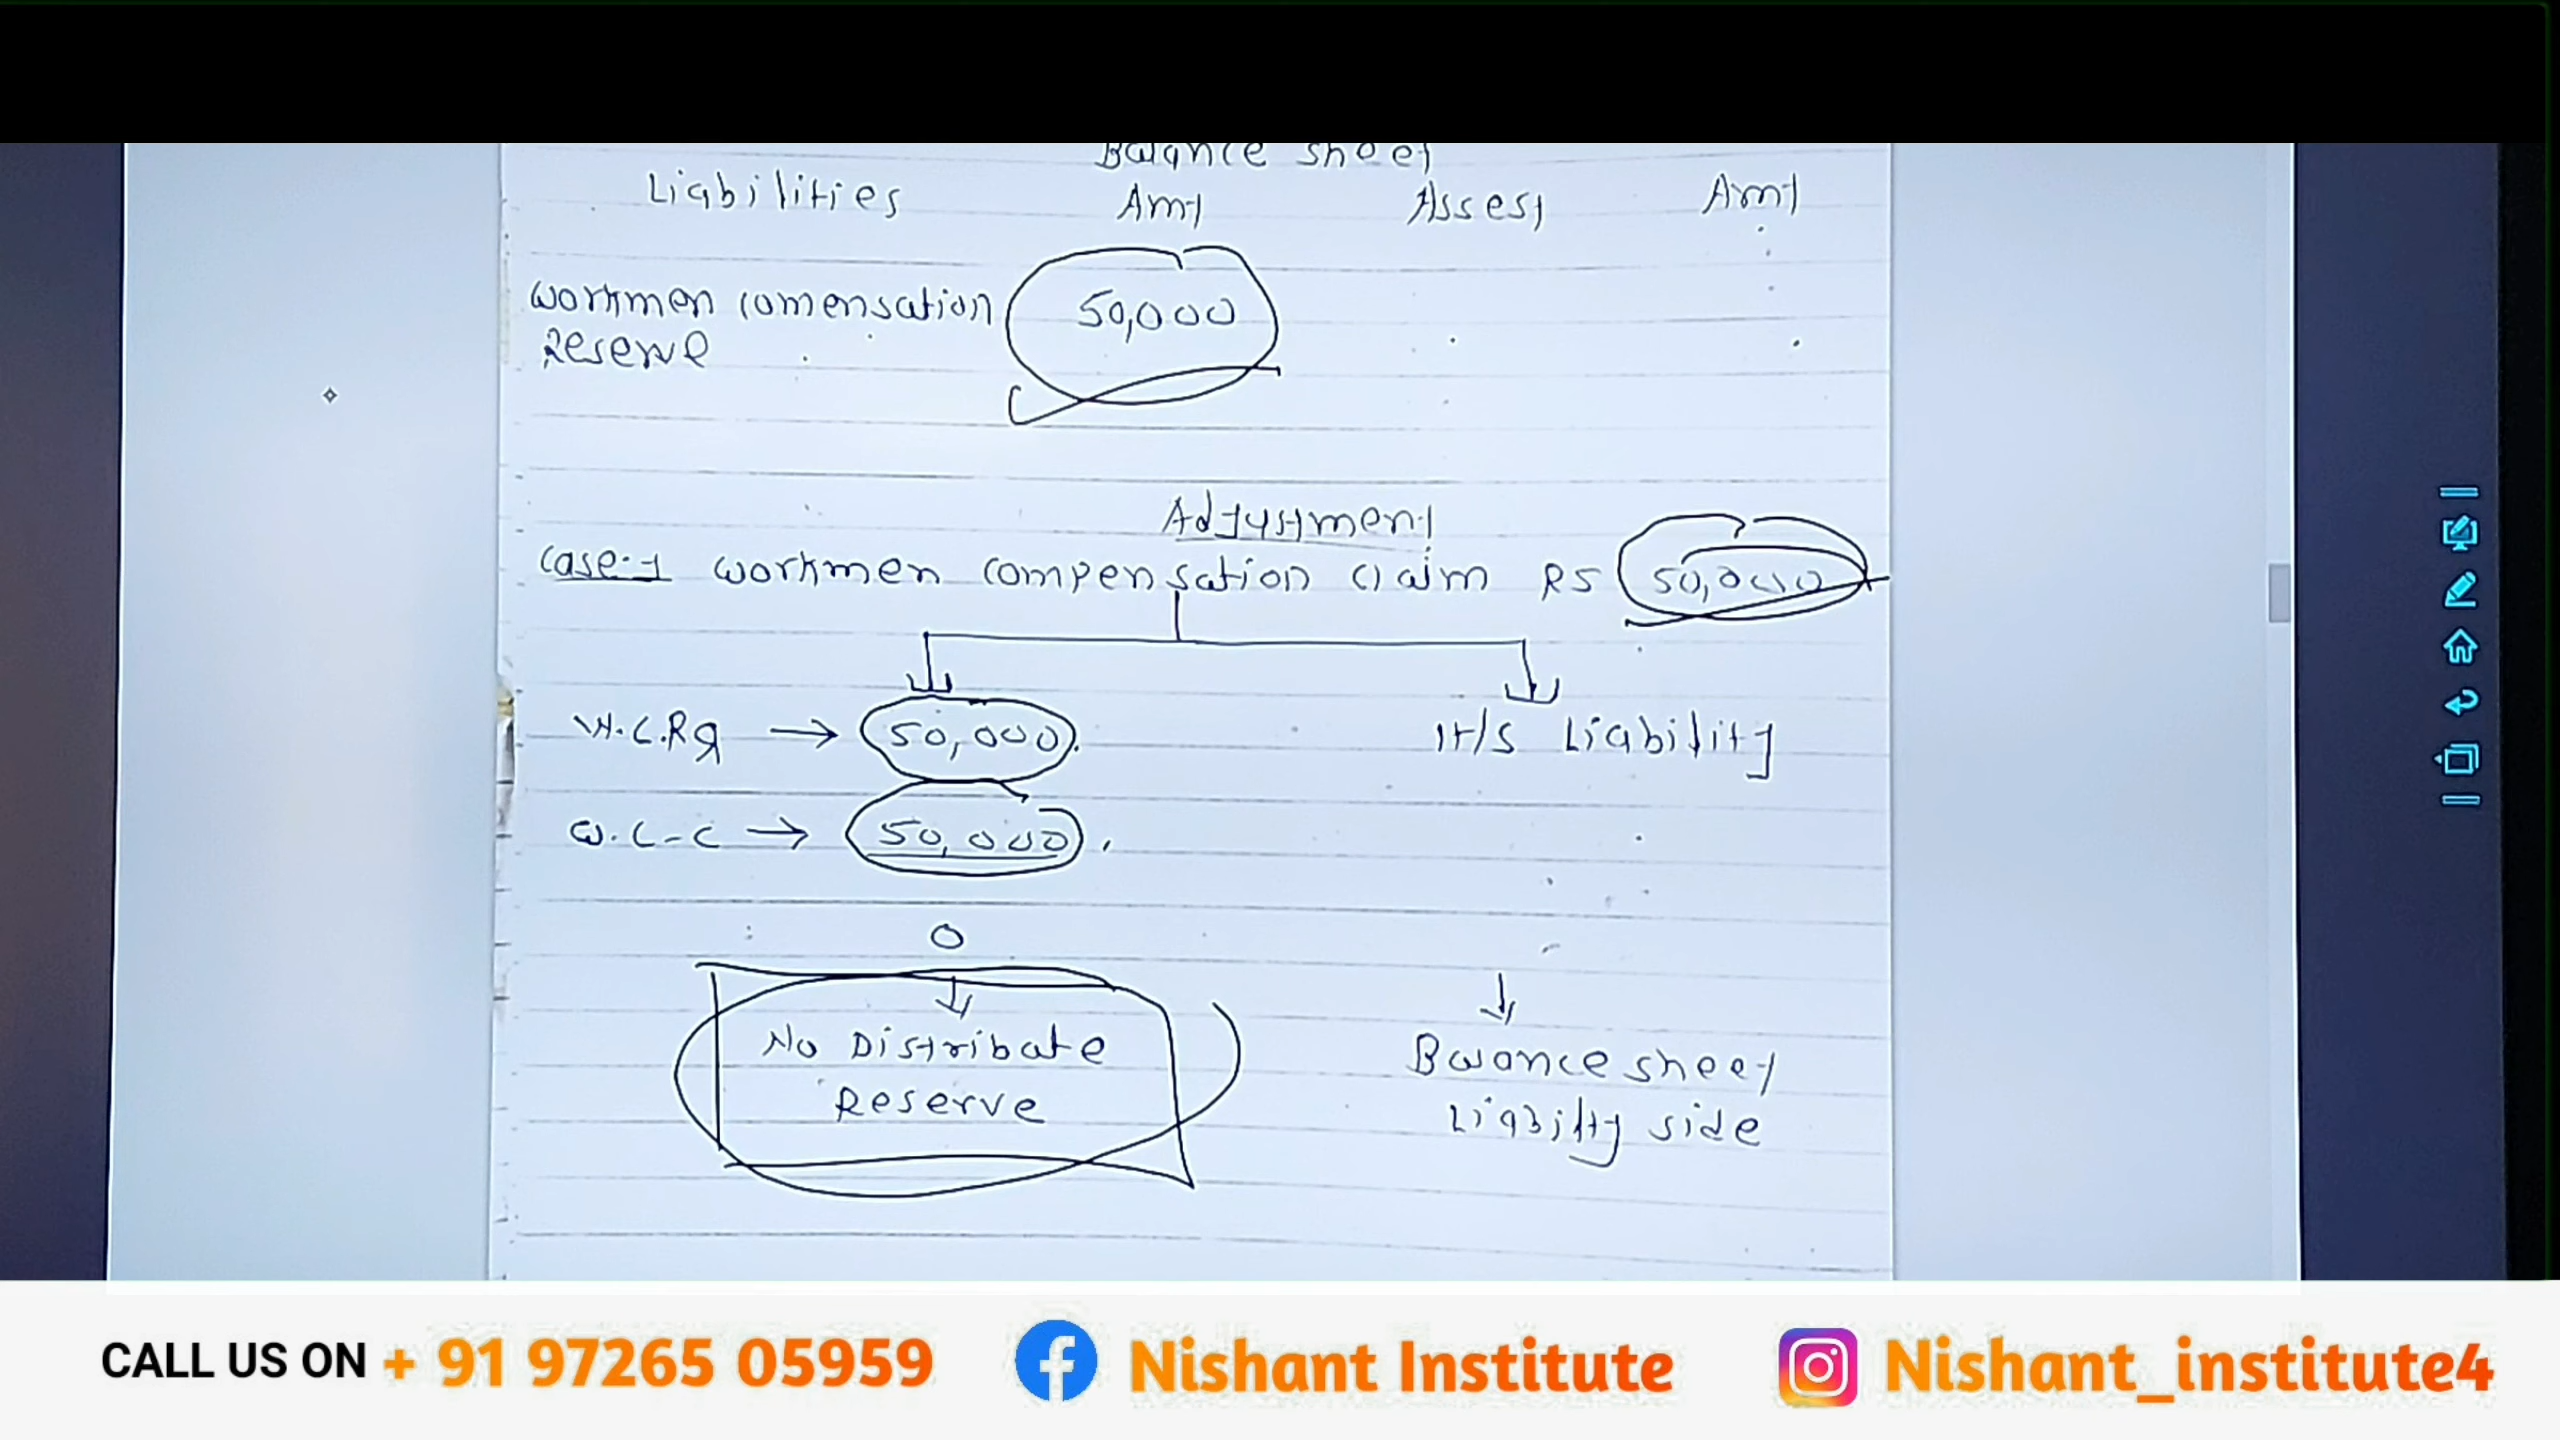 Balance sheet
Liabilities Amt Assest Amt
workmen comensation 50,000
Reserve
Adjustment
Case-1 workmen compensation claim RS 50,000
W.C.R → 50,000. It/s Liability
W.C-C → 50,000.
0
No Distribate Balance sheet
Reserve Liability side
CALL US ON + 91 97265 05959 Nishant Institute Nishant_institute4